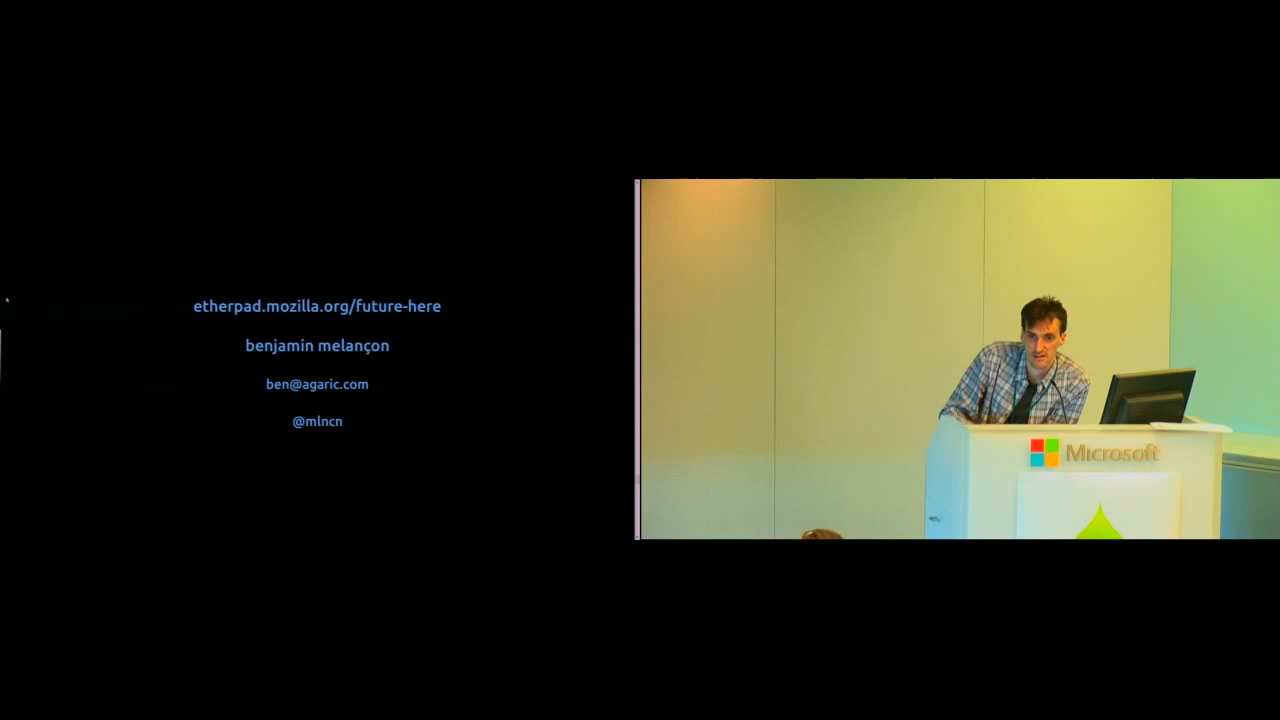 etherpad.mozilla.org/future-here
benjamin melançon
ben@agaric.com
@mlncn
Microsoft